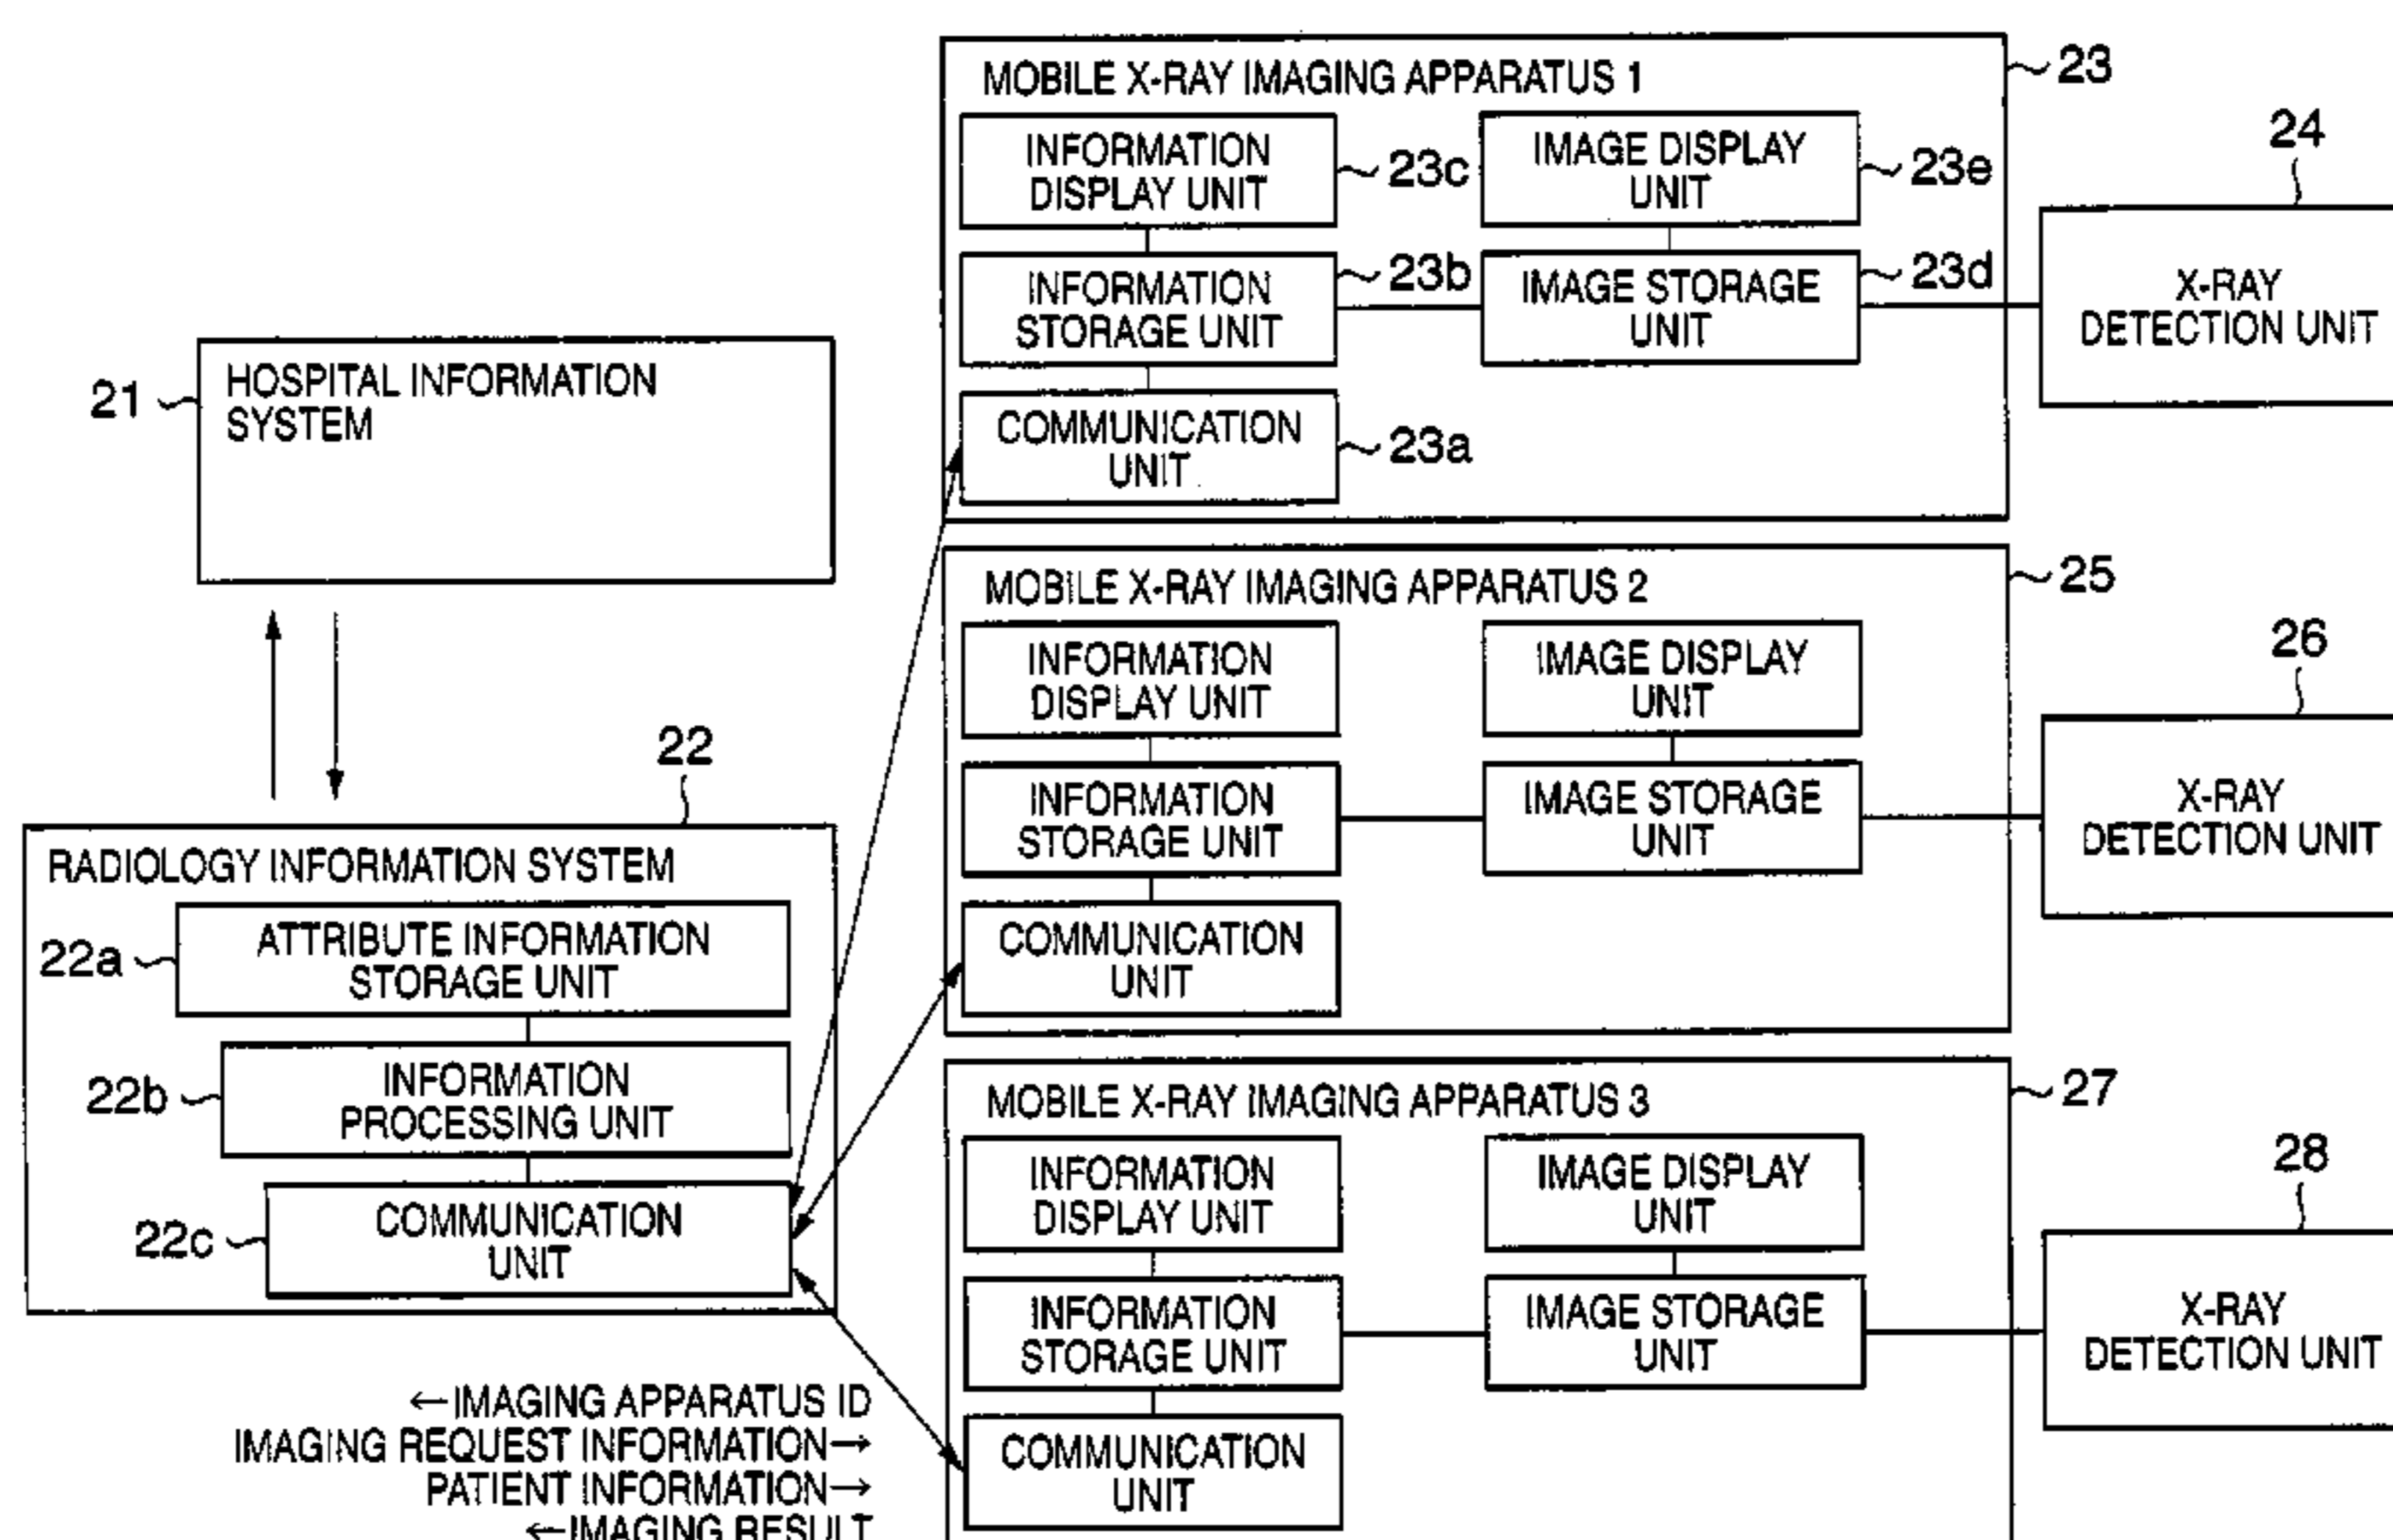 MOBILE X-RAY IMAGING APPARATUS 1
23
INFORMATION
DISPLAY UNIT
23c
IMAGE DISPLAY
UNIT
23e
INFORMATION
STORAGE UNIT
23b
IMAGE STORAGE
UNIT
23d
COMMUNICATION
UNIT
23a
24
X-RAY
DETECTION UNIT
21
HOSPITAL INFORMATION
SYSTEM
MOBILE X-RAY IMAGING APPARATUS 2
25
INFORMATION
DISPLAY UNIT
IMAGE DISPLAY
UNIT
INFORMATION
STORAGE UNIT
IMAGE STORAGE
UNIT
COMMUNICATION
UNIT
26
X-RAY
DETECTION UNIT
22
RADIOLOGY INFORMATION SYSTEM
22a
ATTRIBUTE INFORMATION
STORAGE UNIT
22b
INFORMATION
PROCESSING UNIT
22c
COMMUNICATION
UNIT
MOBILE X-RAY IMAGING APPARATUS 3
27
INFORMATION
DISPLAY UNIT
IMAGE DISPLAY
UNIT
INFORMATION
STORAGE UNIT
IMAGE STORAGE
UNIT
COMMUNICATION
UNIT
28
X-RAY
DETECTION UNIT
←IMAGING APPARATUS ID
IMAGING REQUEST INFORMATION→
PATIENT INFORMATION→
←IMAGING RESULT